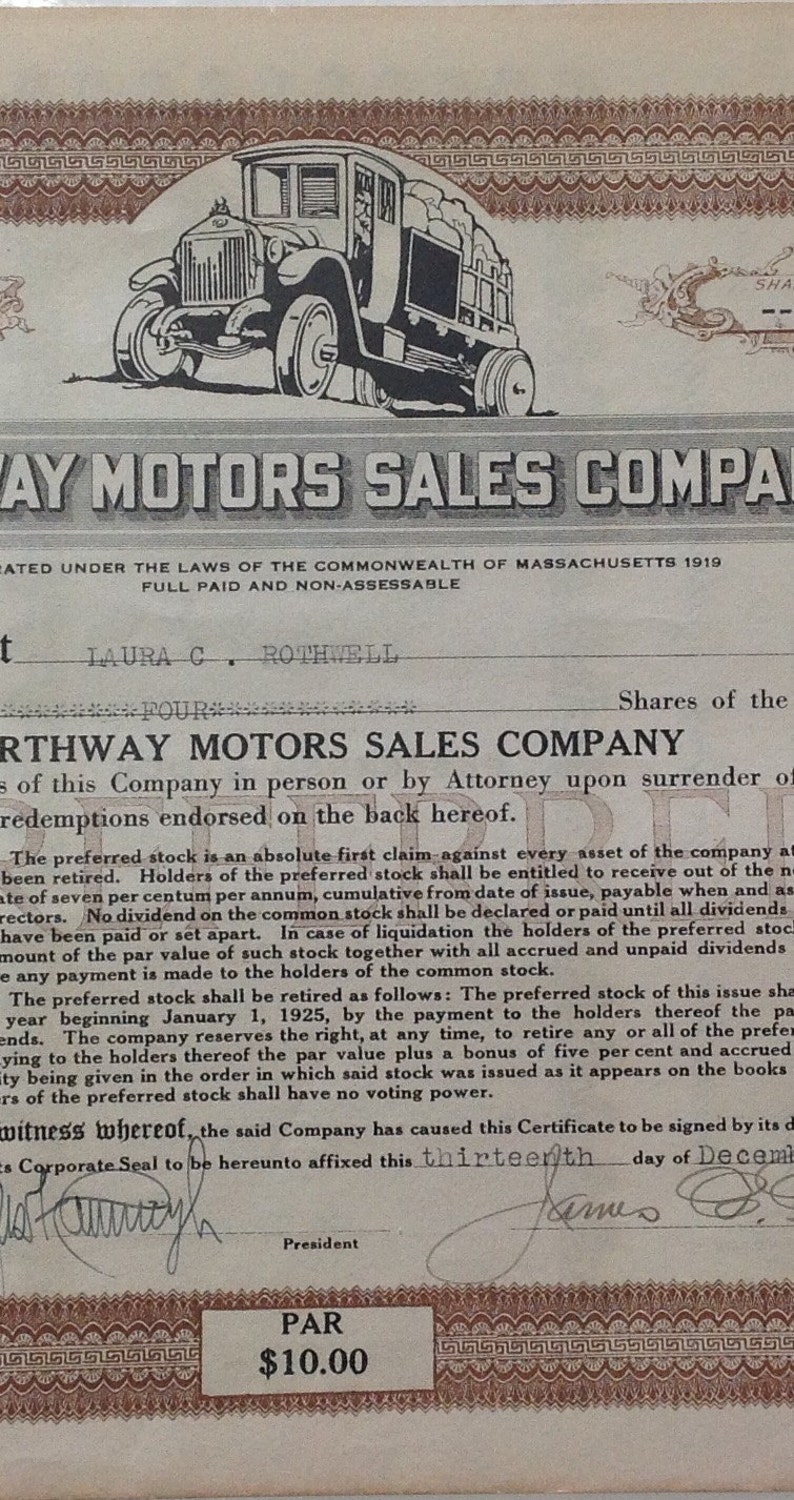 SHA
WAY MOTORS SALES COMPA
RATED UNDER THE LAWS OF THE COMMONWEALTH OF MASSACHUSETTS 1919
FULL PAID AND NON-ASSESSABLE
t LAURA C. ROTHWELL
*********FOUR************** Shares of the
RTHWAY MOTORS SALES COMPANY
s of this Company in person or by Attorney upon surrender of
redemptions endorsed on the back hereof.
PREFERRED
The preferred stock is an absolute first claim against every asset of the company at
been retired. Holders of the preferred stock shall be entitled to receive out of the ne
ate of seven per centum per annum, cumulative from date of issue, payable when and as
rectors. No dividend on the common stock shall be declared or paid until all dividends
have been paid or set apart. In case of liquidation the holders of the preferred stoc
mount of the par value of such stock together with all accrued and unpaid dividends
e any payment is made to the holders of the common stock.
The preferred stock shall be retired as follows: The preferred stock of this issue sha
year beginning January 1, 1925, by the payment to the holders thereof the pa
ends. The company reserves the right, at any time, to retire any or all of the prefer
ying to the holders thereof the par value plus a bonus of five per cent and accrued
ity being given in the order in which said stock was issued as it appears on the books
rs of the preferred stock shall have no voting power.
witness whereof, the said Company has caused this Certificate to be signed by its d
ts Corporate Seal to be hereunto affixed this thirteenth day of Decemb
James
President
PAR
$10.00